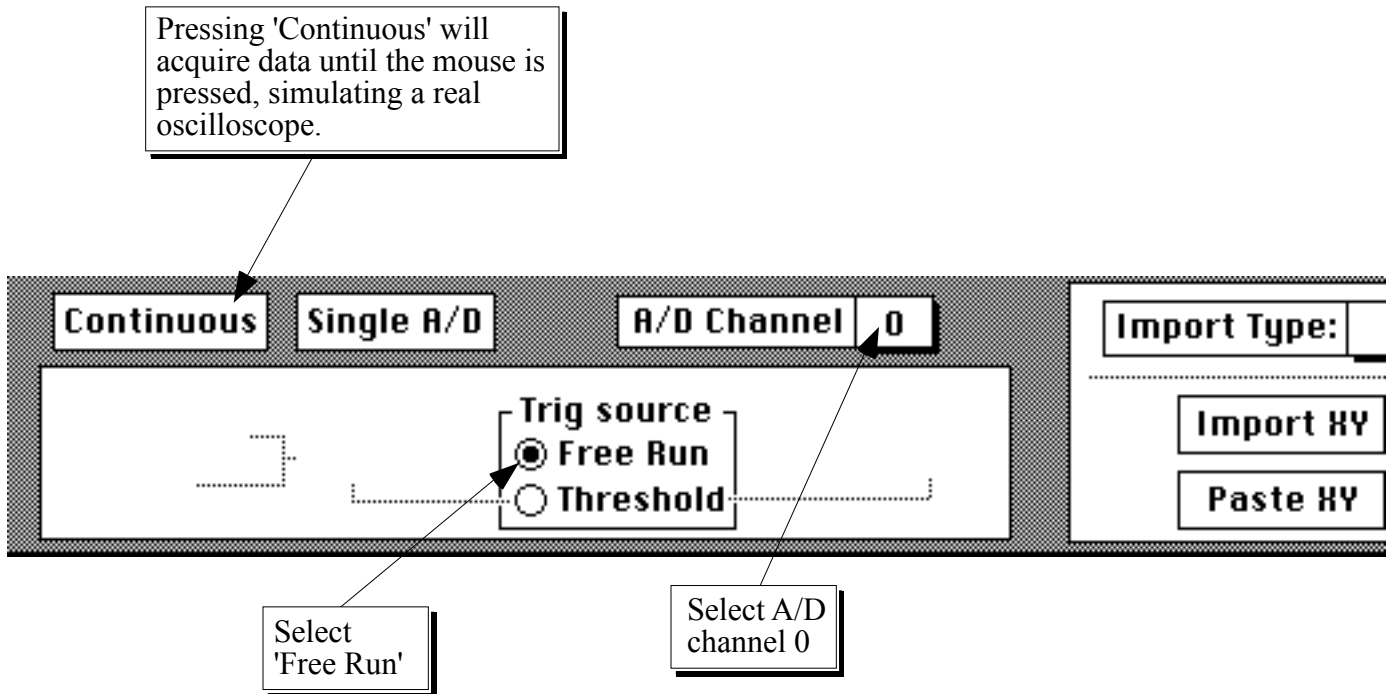 Pressing 'Continuous' will
acquire data until the mouse is
pressed, simulating a real
oscilloscope.
Continuous
Single A/D
A/D Channel
0
Import Type:
Trig source
Free Run
Threshold
Import XY
Paste XY
Select
'Free Run'
Select A/D
channel 0